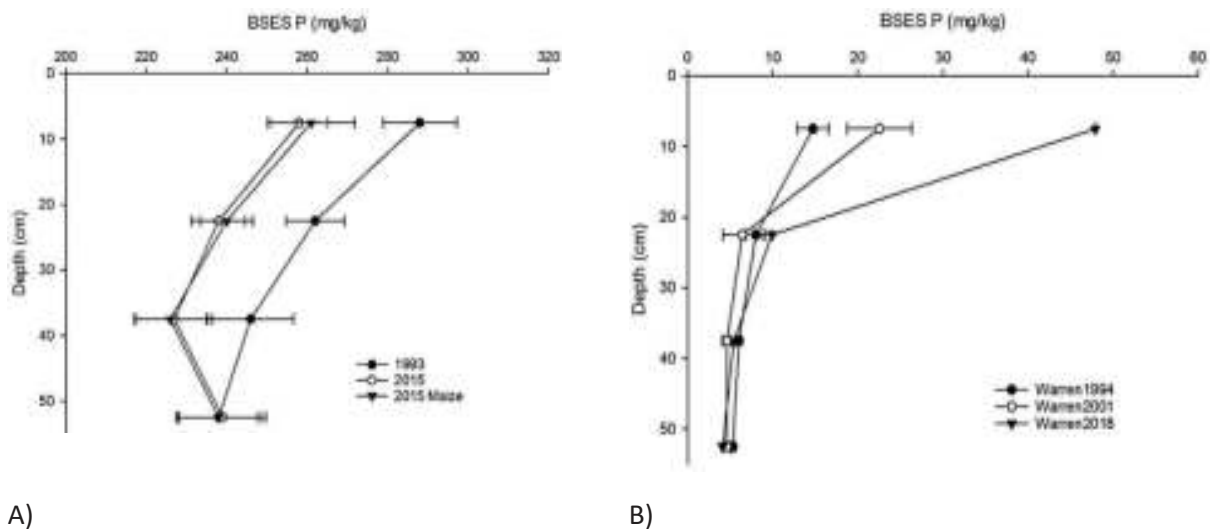 BSES P (mg/kg)
200 220 240 260 280 300 320
0
10
20
30
40
50
Depth (cm)
1993
2015
2015 Maize
BSES P (mg/kg)
0 10 20 30 40 50 60
0
10
20
30
40
50
Depth (cm)
Warren1994
Warren2001
Warren2018
A) B)